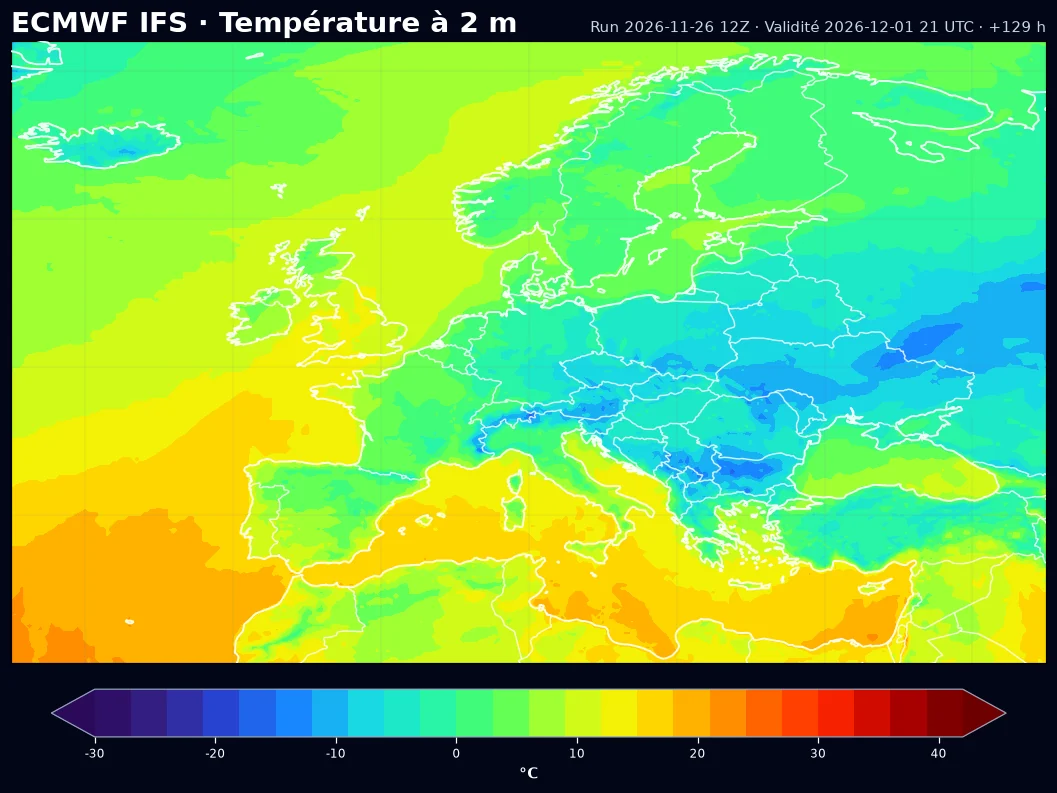 ECMWF IFS · Température à 2 m
Run 2026-11-26 12Z · Validité 2026-12-01 21 UTC · +129 h
-30 -20 -10 0 10 20 30 40
°C